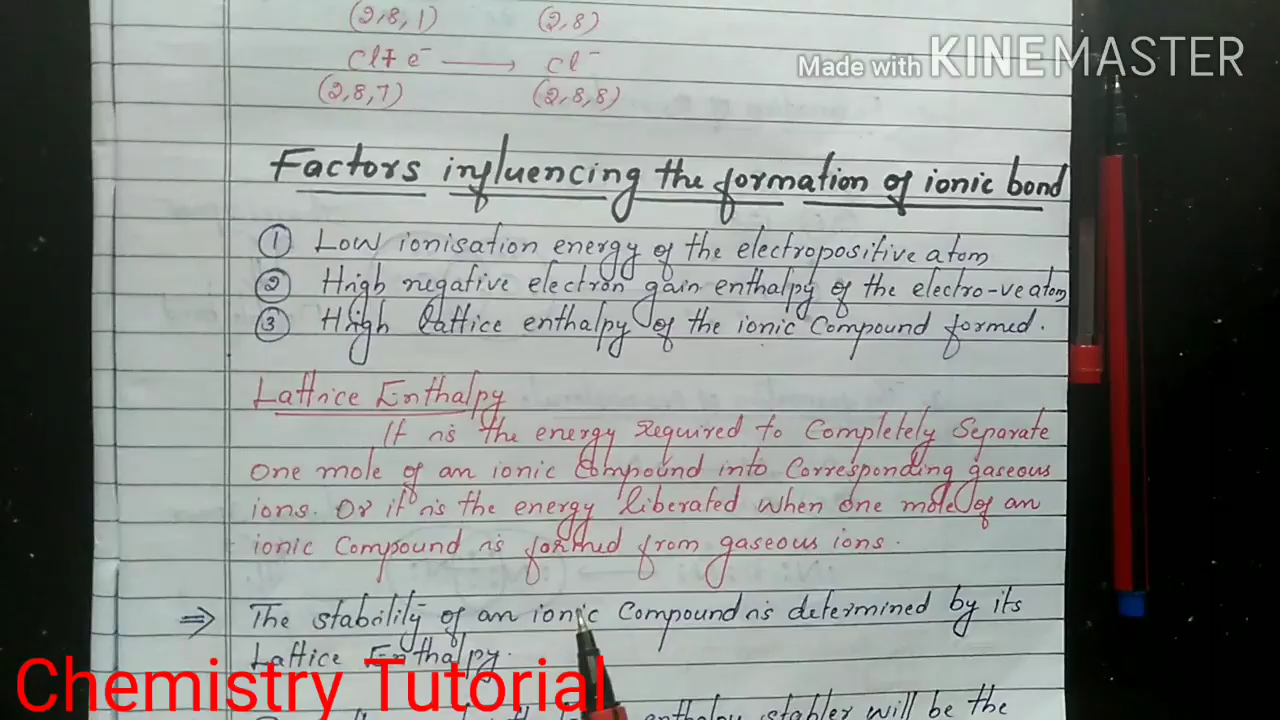 (2,8,1) (2,8)
Cl + e⁻ ⟶ Cl⁻
(2,8,7) (2,8,8)
Made with KINEMASTER
Factors influencing the formation of ionic bond
① Low ionisation energy of the electropositive atom
② High negative electron gain enthalpy of the electro-ve atom
③ High lattice enthalpy of the ionic Compound formed.
Lattice Enthalpy
It is the energy required to Completely Separate
One mole of an ionic Compound into Corresponding gaseous
ions. Or it is the energy liberated when one mole of an
ionic Compound is formed from gaseous ions.
⇒ The stability of an ionic Compound is determined by its
Lattice Enthalpy.
Chemistry Tutorial
enthalpy stabler will be the